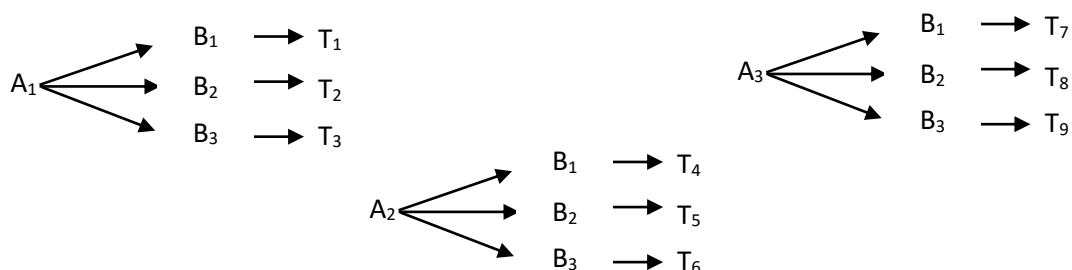 A₁ B₁ T₁
B₂ T₂
B₃ T₃
A₂ B₁ T₄
B₂ T₅
B₃ T₆
A₃ B₁ T₇
B₂ T₈
B₃ T₉